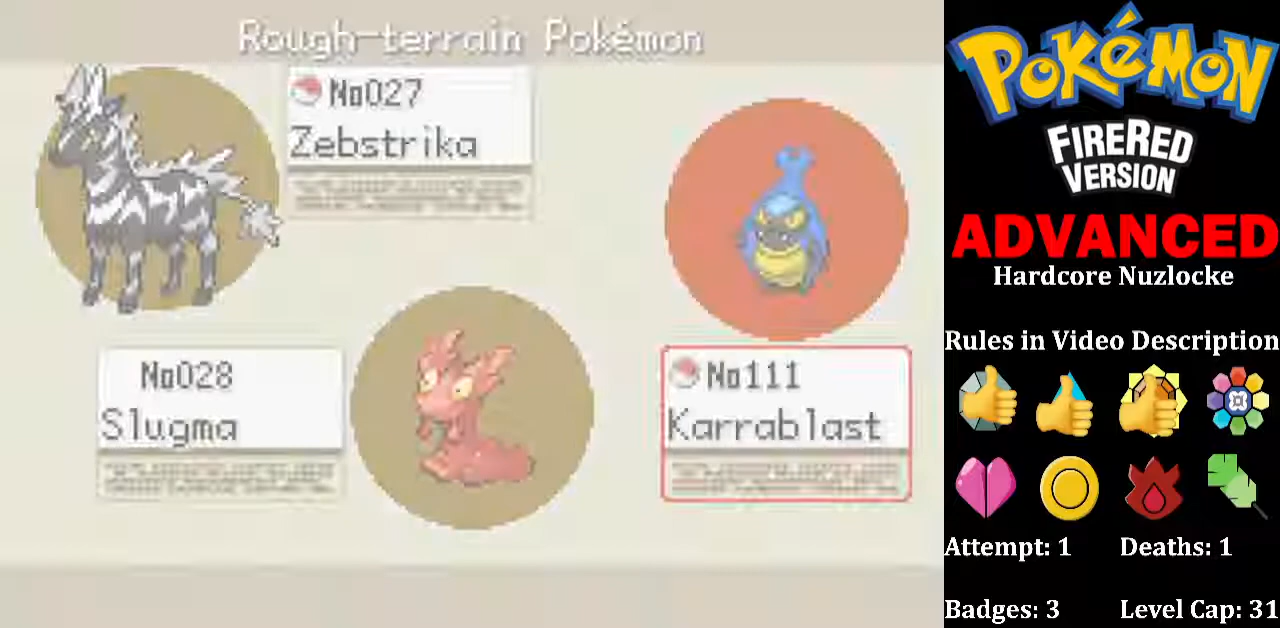 Rough-terrain Pokémon
No027
Zebstrika
No028
Slugma
No111
Karrablast
POKéMON
FIRERED
VERSION
ADVANCED
Hardcore Nuzlocke
Rules in Video Description
Attempt: 1 Deaths: 1
Badges: 3 Level Cap: 31